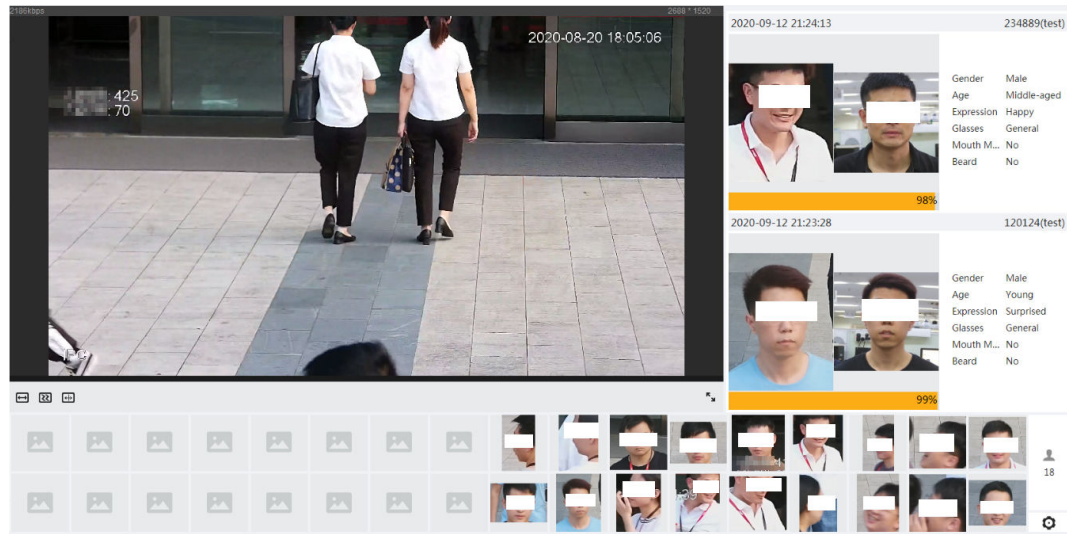 2186kbps
2688 * 1520
2020-08-20 18:05:06
: 425
: 70
IPC
2020-09-12 21:24:13 234889(test)
Gender Male
Age Middle-aged
Expression Happy
Glasses General
Mouth M... No
Beard No
98%
2020-09-12 21:23:28 120124(test)
Gender Male
Age Young
Expression Surprised
Glasses General
Mouth M... No
Beard No
99%
18